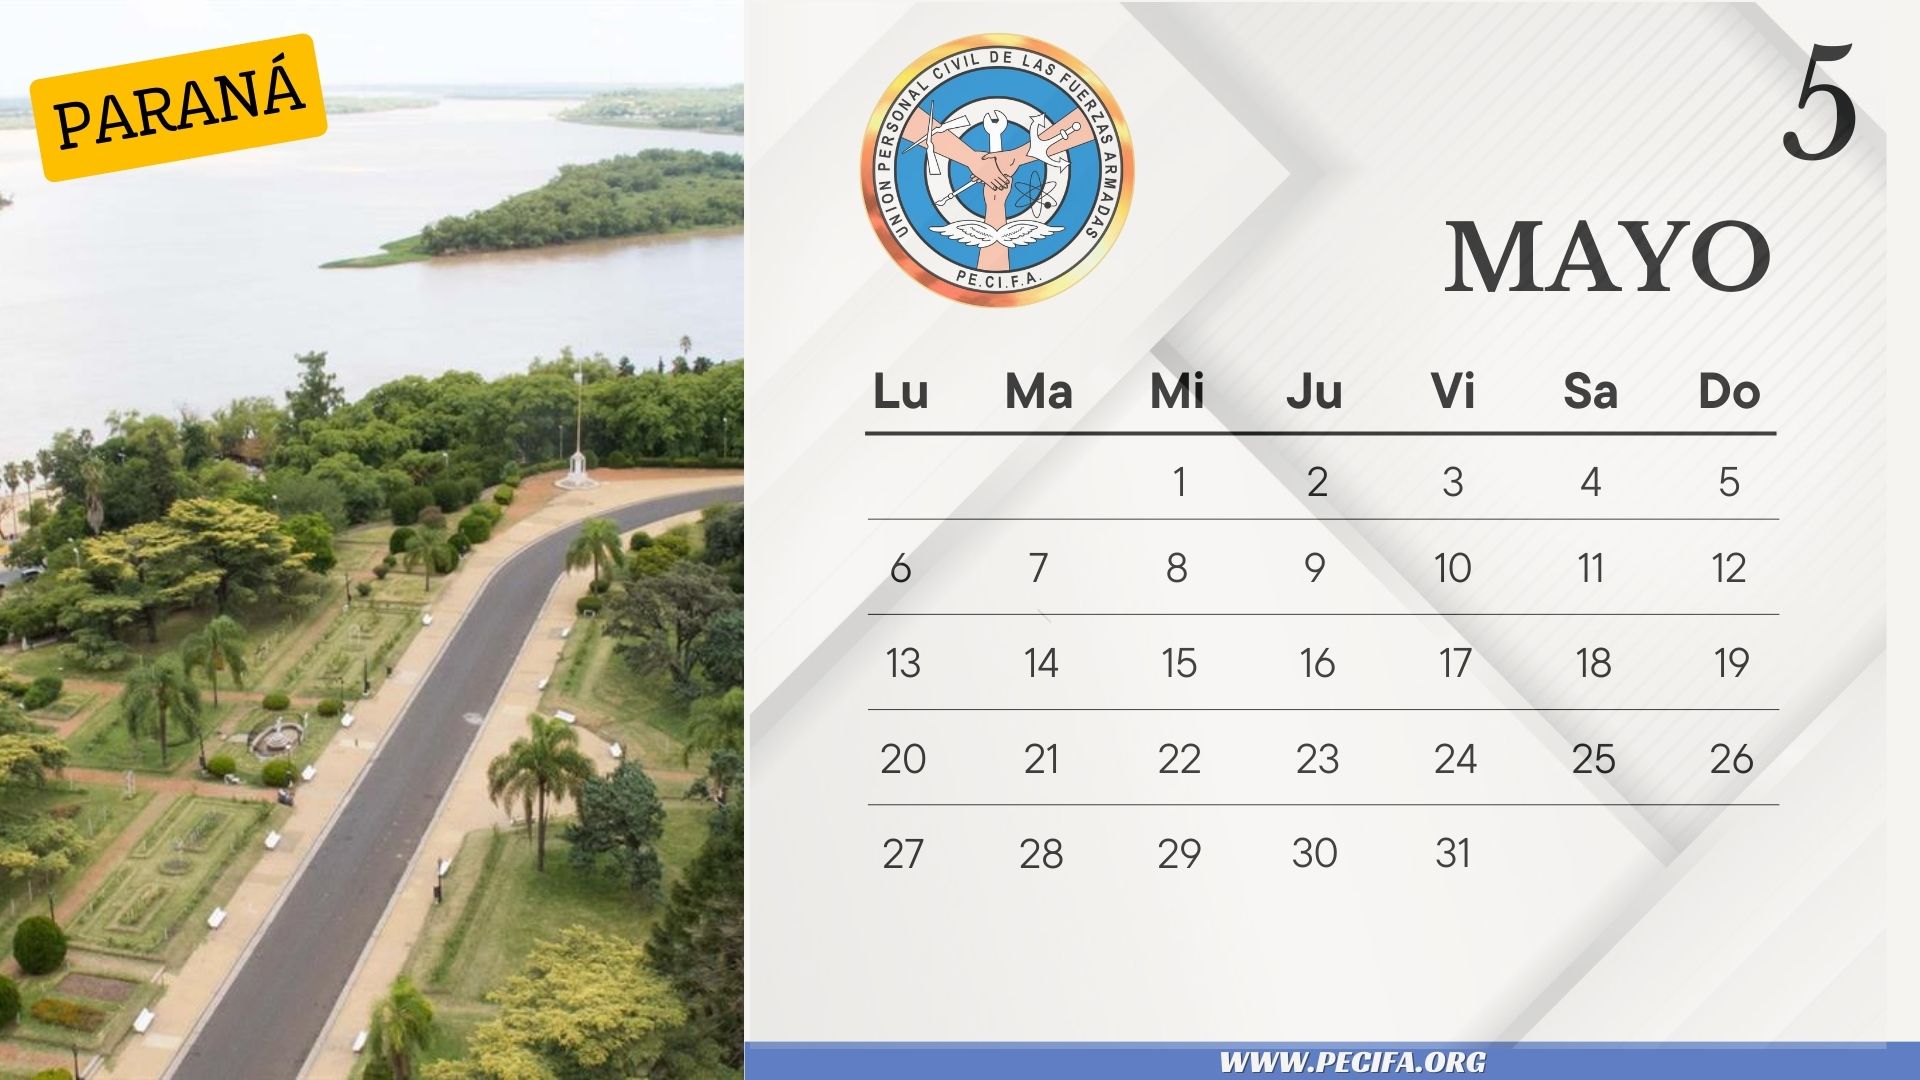 PARANÁ
UNION PERSONAL CIVIL DE LAS FUERZAS ARMADAS
PE.CI.F.A.
5
MAYO
Lu Ma Mi Ju Vi Sa Do
1 2 3 4 5
6 7 8 9 10 11 12
13 14 15 16 17 18 19
20 21 22 23 24 25 26
27 28 29 30 31
WWW.PECIFA.ORG